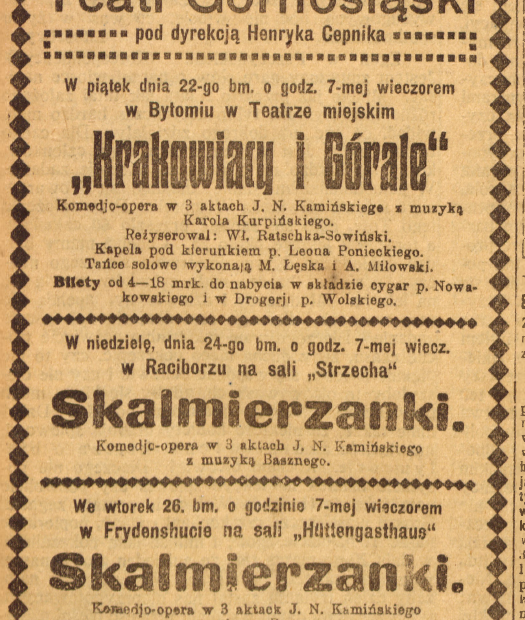 Teatr Górnośląski
pod dyrekcją Henryka Cepnika
W piątek dnia 22-go bm. o godz. 7-mej wieczorem
w Bytomiu w Teatrze miejskim
„Krakowiacy i Górale“
Komedjo-opera w 3 aktach J. N. Kamińskiego z muzyką
Karola Kurpińskiego.
Reżyserował: Wł. Ratschka-Sowiński.
Kapela pod kierunkiem p. Leona Ponieckiego.
Tańce solowe wykonają M. Łęska i A. Miłowski.
Bilety od 4—18 mrk. do nabycia w składzie cygar p. Nowa-
kowskiego i w Drogerji p. Wolskiego.
W niedzielę, dnia 24-go bm. o godz. 7-mej wiecz.
w Raciborzu na sali „Strzecha“
Skalmierzanki.
Komedjo-opera w 3 aktach J. N. Kamińskiego
z muzyką Basznego.
We wtorek 26. bm. o godzinie 7-mej wieczorem
w Frydenshucie na sali „Hüttengasthaus“
Skalmierzanki.
Komedjo-opera w 3 aktack J. N. Kamińskiego